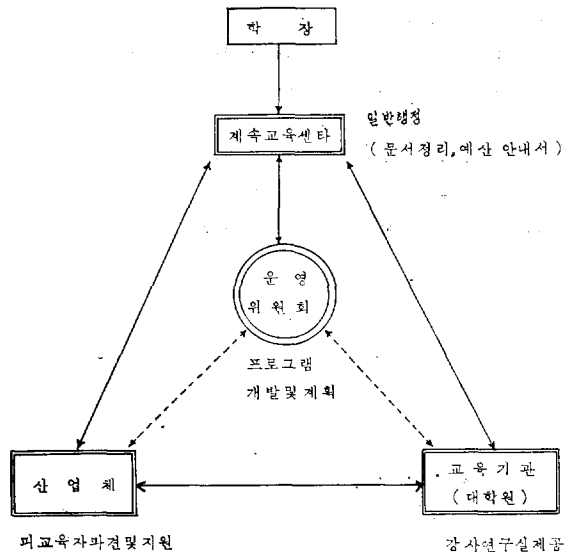 학 장
계속교육쎈타
일반행정
(문서정리,예산 안내서)
운 영
위 원 회
프로그램
개발및계획
산 업 체
교육기관
(대학원)
피교육자파견및지원
강사연구실제공